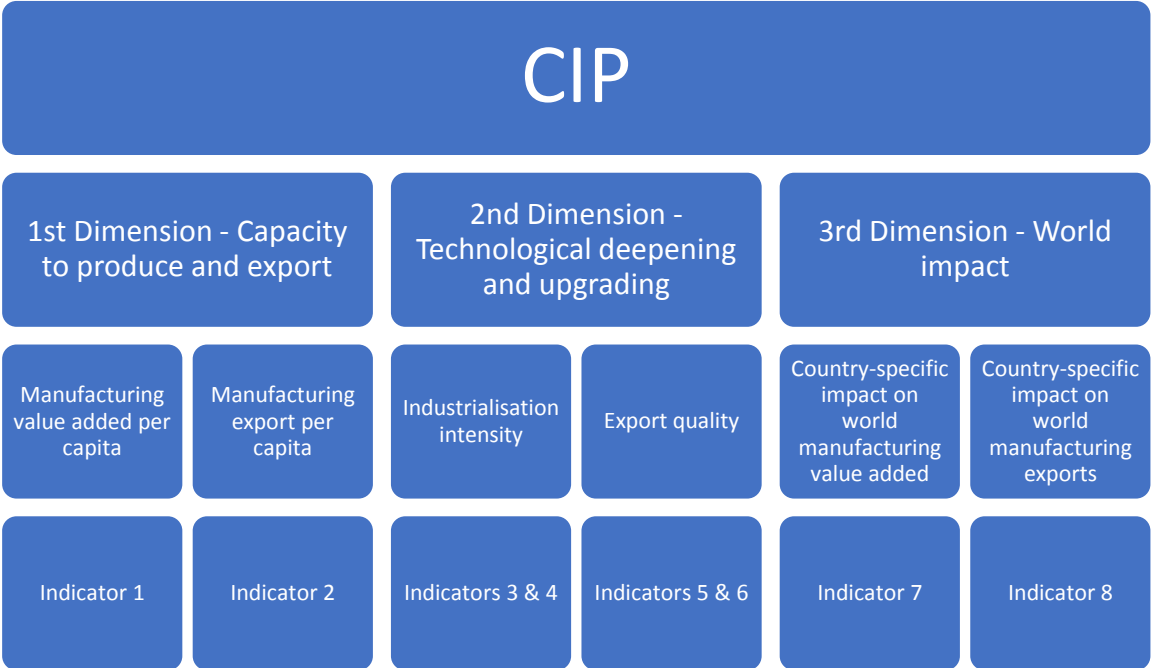 CIP
1st Dimension - Capacity
to produce and export
2nd Dimension -
Technological deepening
and upgrading
3rd Dimension - World
impact
Manufacturing
value added per
capita
Manufacturing
export per
capita
Industrialisation
intensity
Export quality
Country-specific
impact on
world
manufacturing
value added
Country-specific
impact on
world
manufacturing
exports
Indicator 1
Indicator 2
Indicators 3 & 4
Indicators 5 & 6
Indicator 7
Indicator 8